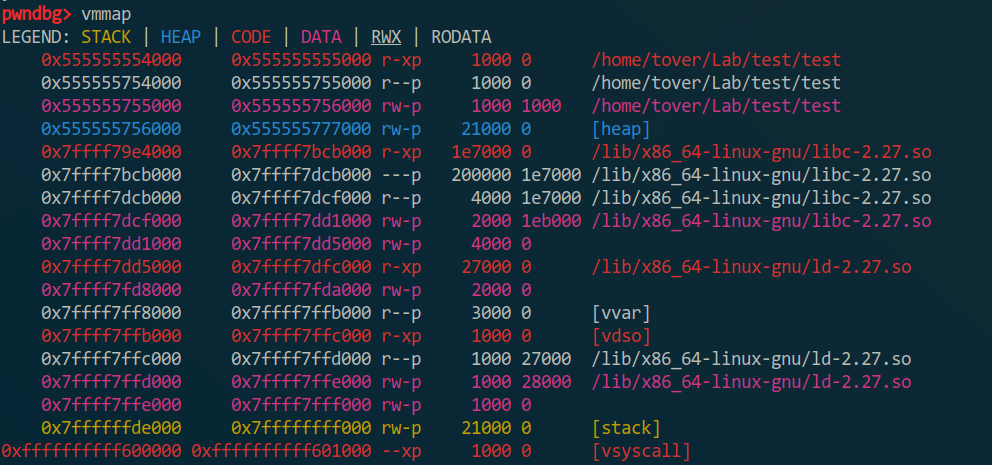 pwndbg> vmmap
LEGEND: STACK | HEAP | CODE | DATA | RWX | RODATA
0x555555554000 0x555555555000 r-xp 1000 0 /home/tover/Lab/test/test
0x555555754000 0x555555755000 r--p 1000 0 /home/tover/Lab/test/test
0x555555755000 0x555555756000 rw-p 1000 1000 /home/tover/Lab/test/test
0x555555756000 0x555555777000 rw-p 21000 0 [heap]
0x7ffff79e4000 0x7ffff7bcb000 r-xp 1e7000 0 /lib/x86_64-linux-gnu/libc-2.27.so
0x7ffff7bcb000 0x7ffff7dcb000 ---p 200000 1e7000 /lib/x86_64-linux-gnu/libc-2.27.so
0x7ffff7dcb000 0x7ffff7dcf000 r--p 4000 1e7000 /lib/x86_64-linux-gnu/libc-2.27.so
0x7ffff7dcf000 0x7ffff7dd1000 rw-p 2000 1eb000 /lib/x86_64-linux-gnu/libc-2.27.so
0x7ffff7dd1000 0x7ffff7dd5000 rw-p 4000 0
0x7ffff7dd5000 0x7ffff7dfc000 r-xp 27000 0 /lib/x86_64-linux-gnu/ld-2.27.so
0x7ffff7fd8000 0x7ffff7fda000 rw-p 2000 0
0x7ffff7ff8000 0x7ffff7ffb000 r--p 3000 0 [vvar]
0x7ffff7ffb000 0x7ffff7ffc000 r-xp 1000 0 [vdso]
0x7ffff7ffc000 0x7ffff7ffd000 r--p 1000 27000 /lib/x86_64-linux-gnu/ld-2.27.so
0x7ffff7ffd000 0x7ffff7ffe000 rw-p 1000 28000 /lib/x86_64-linux-gnu/ld-2.27.so
0x7ffff7ffe000 0x7ffff7fff000 rw-p 1000 0
0x7ffffffde000 0x7ffffffff000 rw-p 21000 0 [stack]
0xffffffffff600000 0xffffffffff601000 --xp 1000 0 [vsyscall]